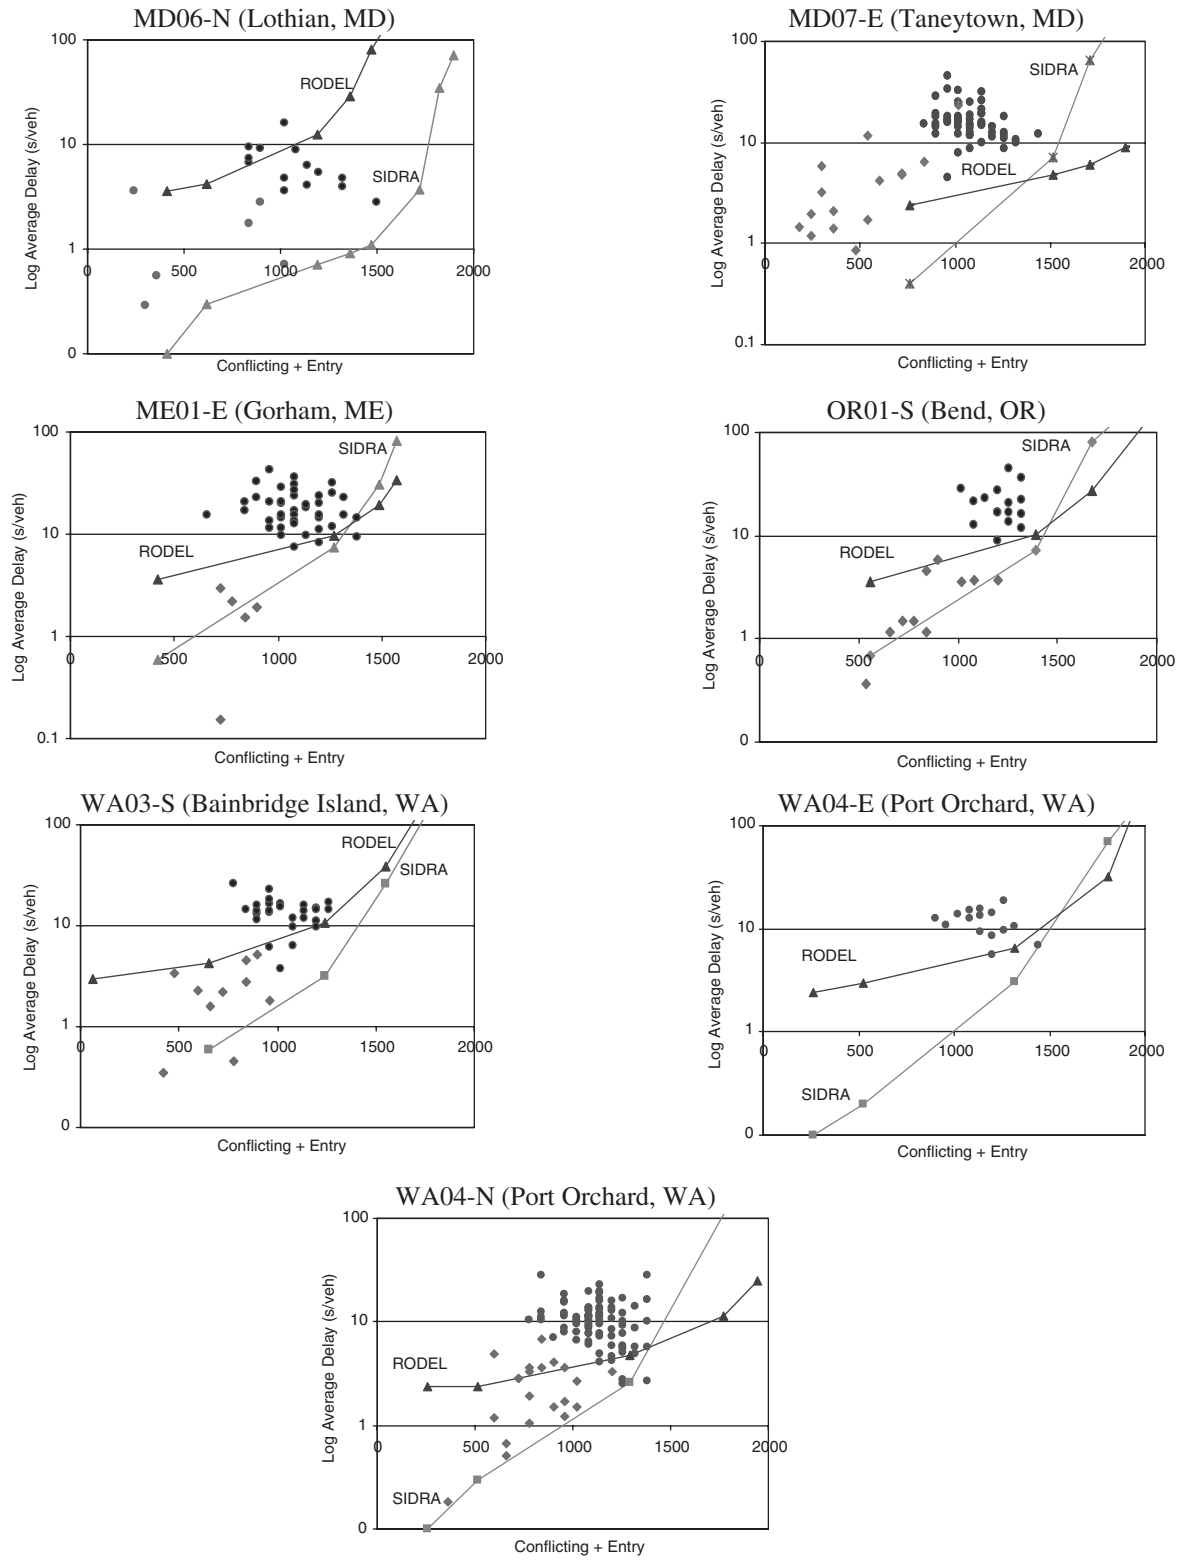 MD06-N (Lothian, MD)
100
10
1
0
Log Average Delay (s/veh)
RODEL
SIDRA
0 500 1000 1500 2000
Conflicting + Entry
MD07-E (Taneytown, MD)
100
10
1
0.1
Log Average Delay (s/veh)
SIDRA
RODEL
0 500 1000 1500 2000
Conflicting + Entry
ME01-E (Gorham, ME)
100
10
1
0.1
Log Average Delay (s/veh)
SIDRA
RODEL
0 500 1000 1500 2000
Conflicting + Entry
OR01-S (Bend, OR)
100
10
1
0
Log Average Delay (s/veh)
SIDRA
RODEL
0 500 1000 1500 2000
Conflicting + Entry
WA03-S (Bainbridge Island, WA)
100
10
1
0
Log Average Delay (s/veh)
RODEL
SIDRA
0 500 1000 1500 2000
Conflicting + Entry
WA04-E (Port Orchard, WA)
100
10
1
0
Log Average Delay (s/veh)
RODEL
SIDRA
0 500 1000 1500 2000
Conflicting + Entry
WA04-N (Port Orchard, WA)
100
10
1
0
Log Average Delay (s/veh)
RODEL
SIDRA
0 500 1000 1500 2000
Conflicting + Entry